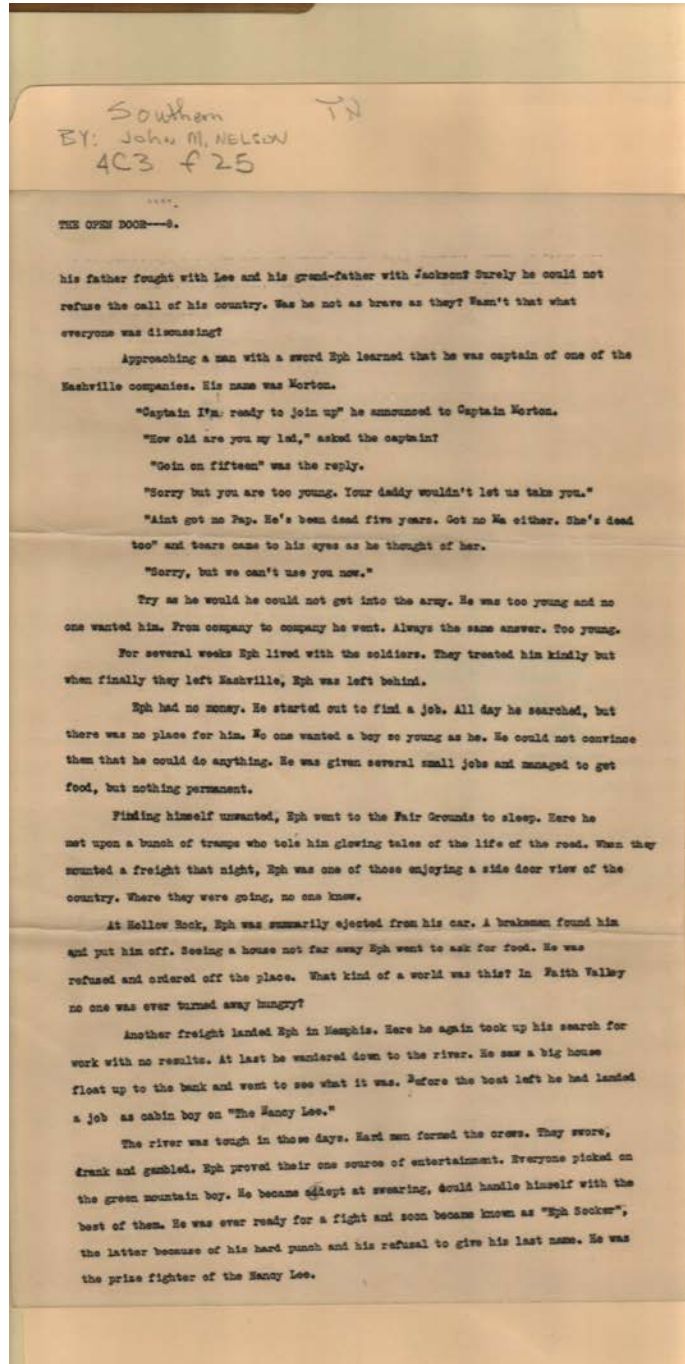 Southern TN
BY: John M. NELSON
4C3 f 25
THE OPEN DOOR---8.
his father fought with Lee and his grand-father with Jackson? Surely he could not
refuse the call of his country. Was he not as brave as they? Wasn't that what
everyone was discussing?
Approaching a man with a sword Eph learned that he was captain of one of the
Nashville companies. His name was Morton.
"Captain I'm ready to join up" he announced to Captain Morton.
"How old are you my lad," asked the captain?
"Goin on fifteen" was the reply.
"Sorry but you are too young. Your daddy wouldn't let us take you."
"Aint got no Pap. He's been dead five years. Got no Ma either. She's dead
too" and tears came to his eyes as he thought of her.
"Sorry, but we can't use you now."
Try as he would he could not get into the army. He was too young and no
one wanted him. From company to company he went. Always the same answer. Too young.
For several weeks Eph lived with the soldiers. They treated him kindly but
when finally they left Nashville, Eph was left behind.
Eph had no money. He started out to find a job. All day he searched, but
there was no place for him. No one wanted a boy so young as he. He could not convince
them that he could do anything. He was given several small jobs and managed to get
food, but nothing permanent.
Finding himself unwanted, Eph went to the Fair Grounds to sleep. Here he
met upon a bunch of tramps who tols him glowing tales of the life of the road. When they
mounted a freight that night, Eph was one of those enjoying a side door view of the
country. Where they were going, no one knew.
At Hollow Rock, Eph was summarily ejected from his car. A brakeman found him
and put him off. Seeing a house not far away Eph went to ask for food. He was
refused and ordered off the place. What kind of a world was this? In Faith Valley
no one was ever turned away hungry?
Another freight landed Eph in Memphis. Here he again took up his search for
work with no results. At last he wandered down to the river. He saw a big house
float up to the bank and went to see what it was. Before the boat left he had landed
a job as cabin boy on "The Nancy Lee."
The river was tough in those days. Hard men formed the crews. They swore,
drank and gambled. Eph proved their one source of entertainment. Everyone picked on
the green mountain boy. He became addept at swearing, could handle himself with the
best of them. He was ever ready for a fight and soon became known as "Eph Socker",
the latter because of his hard punch and his refusal to give his last name. He was
the prize fighter of the Nancy Lee.